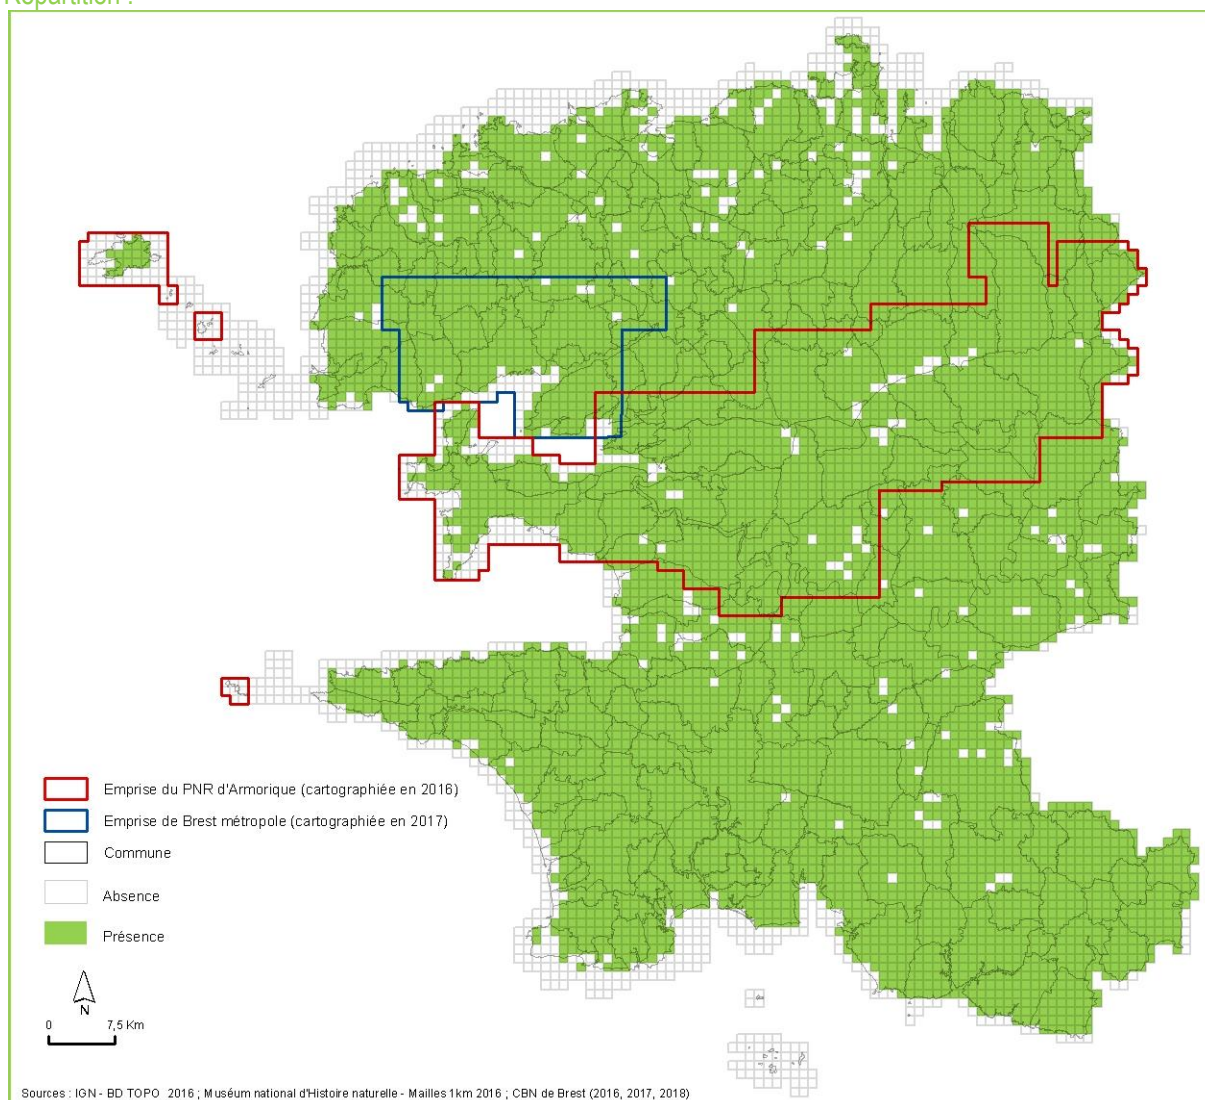 Répartition :
Emprise du PNR d'Armorique (cartographiée en 2016)
Emprise de Brest métropole (cartographiée en 2017)
Commune
Absence
Présence
N
0 7,5 Km
Sources : IGN - BD TOPO 2016 ; Muséum national d'Histoire naturelle - Mailles 1km 2016 ; CBN de Brest (2016, 2017, 2018)